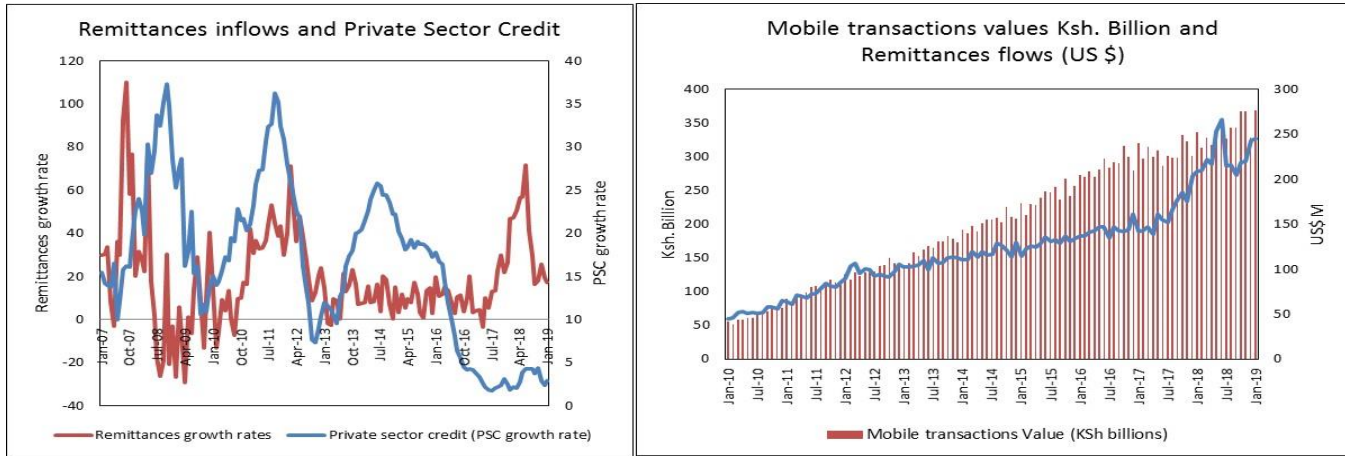 Remittances inflows and Private Sector Credit
120
100
80
60
40
20
0
-20
-40
Remittances growth rate
40
35
30
25
20
15
10
5
0
PSC growth rate
Jan-07
Oct-07
Jul-08
Apr-09
Jan-10
Oct-10
Jul-11
Apr-12
Jan-13
Oct-13
Jul-14
Apr-15
Jan-16
Oct-16
Jul-17
Apr-18
Jan-19
Remittances growth rates
Private sector credit (PSC growth rate)
Mobile transactions values Ksh. Billion and
Remittances flows (US $)
400
350
300
250
200
150
100
50
0
Ksh. Billion
300
250
200
150
100
50
0
US$ M
Jan-10
Jul-10
Jan-11
Jul-11
Jan-12
Jul-12
Jan-13
Jul-13
Jan-14
Jul-14
Jan-15
Jul-15
Jan-16
Jul-16
Jan-17
Jul-17
Jan-18
Jul-18
Jan-19
Mobile transactions Value (KSh billions)